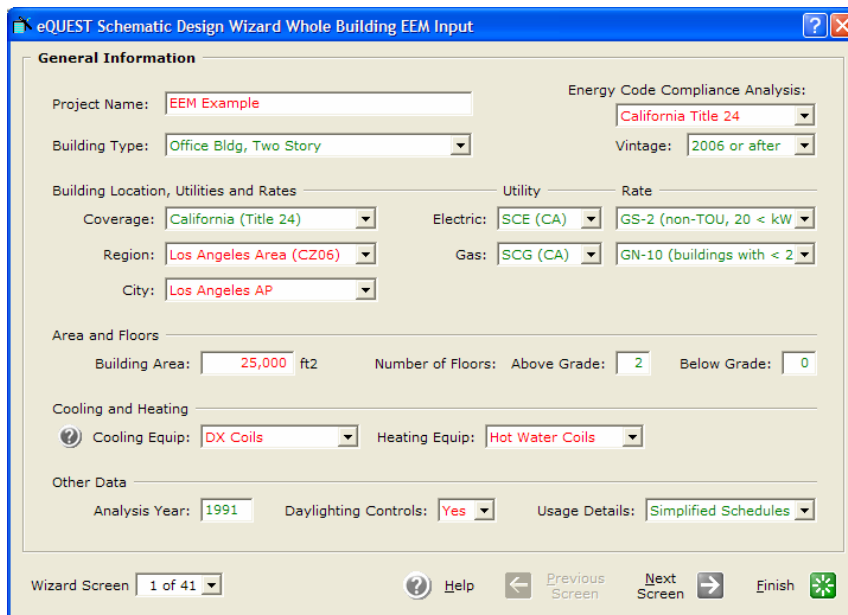 eQUEST Schematic Design Wizard Whole Building EEM Input
General Information
Energy Code Compliance Analysis:
Project Name: EEM Example
California Title 24
Building Type: Office Bldg, Two Story
Vintage: 2006 or after
Building Location, Utilities and Rates Utility Rate
Coverage: California (Title 24) Electric: SCE (CA) GS-2 (non-TOU, 20 < kW
Region: Los Angeles Area (CZ06) Gas: SCG (CA) GN-10 (buildings with < 2
City: Los Angeles AP
Area and Floors
Building Area: 25,000 ft2 Number of Floors: Above Grade: 2 Below Grade: 0
Cooling and Heating
? Cooling Equip: DX Coils Heating Equip: Hot Water Coils
Other Data
Analysis Year: 1991 Daylighting Controls: Yes Usage Details: Simplified Schedules
Wizard Screen 1 of 41 ? Help Previous Screen Next Screen Finish